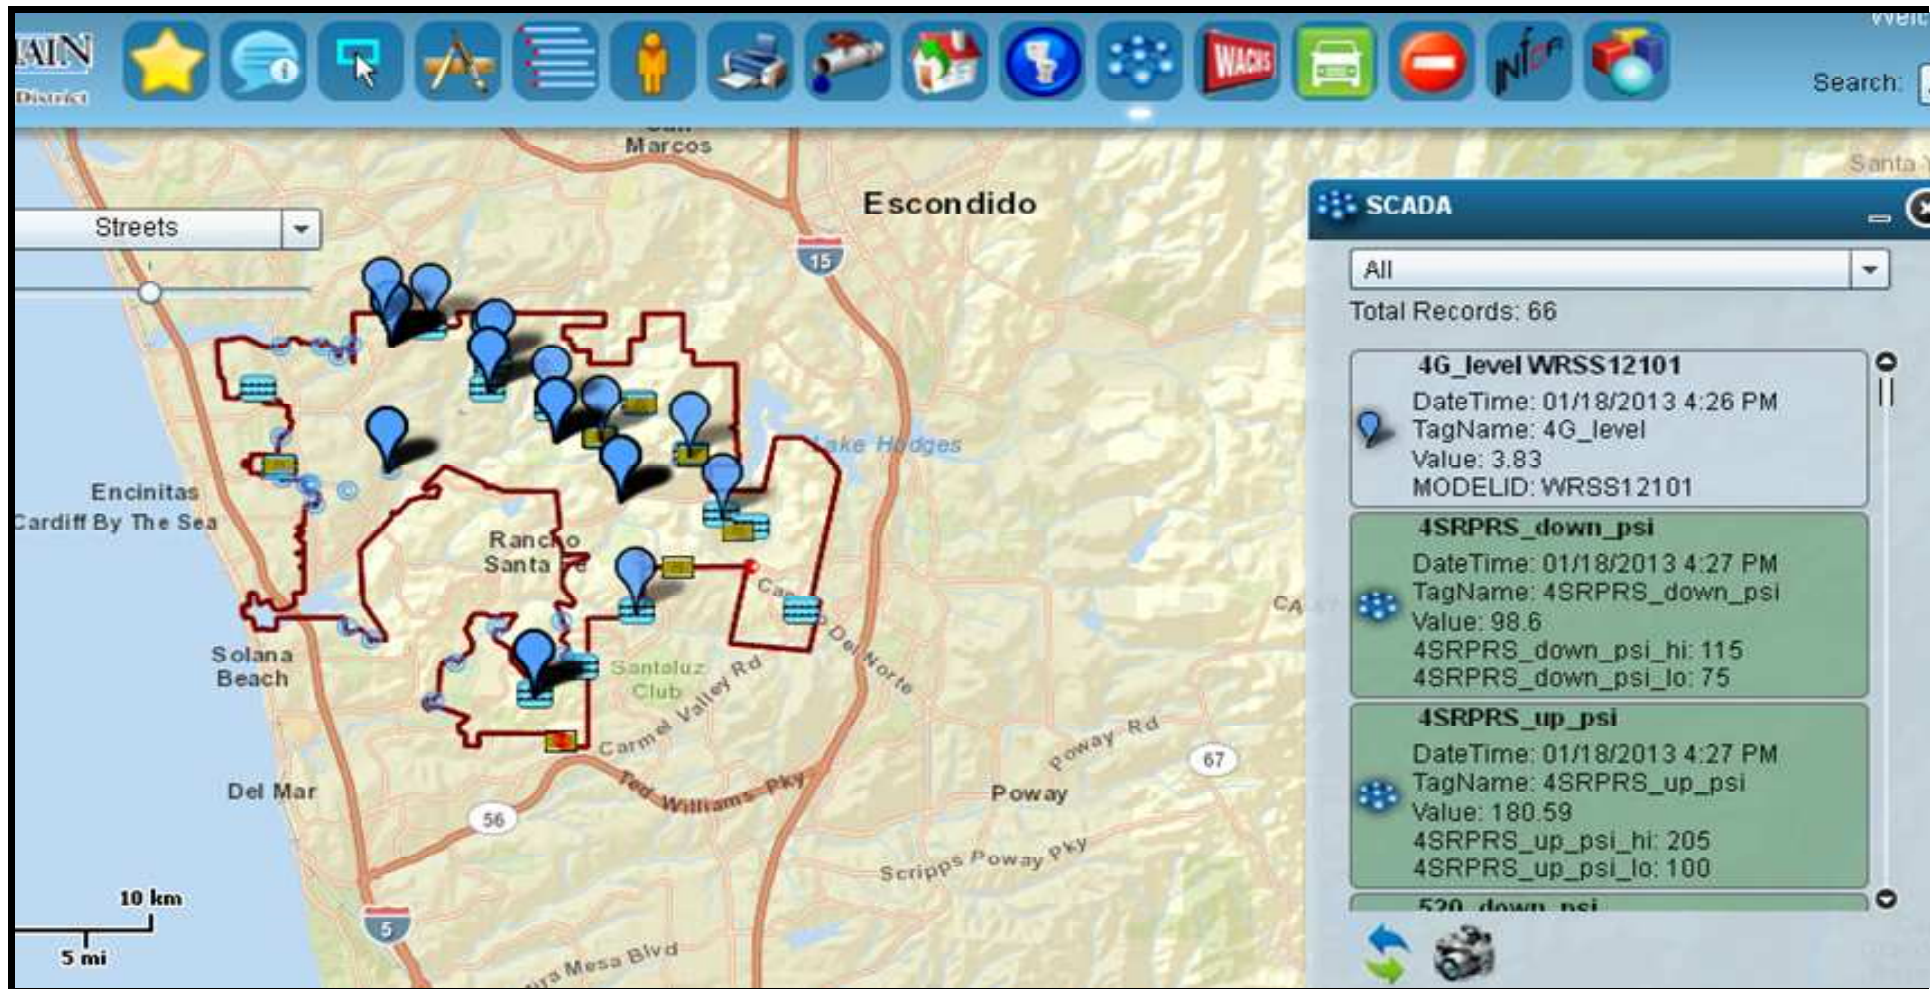 District
WACHS
Search:
Streets
San
Marcos
Escondido
15
Lake Hodges
Encinitas
Cardiff By The Sea
Rancho
Santa Fe
Solana
Beach
Santaluz
Club
Camino Del Norte
Carmel Valley Rd
Ted Williams Pky
Poway Rd
67
Del Mar
56
Poway
Scripps Poway Pky
10 km
5 mi
5
Mira Mesa Blvd
Santa
SCADA
All
Total Records: 66
4G_level WRSS12101
DateTime: 01/18/2013 4:26 PM
TagName: 4G_level
Value: 3.83
MODELID: WRSS12101
4SRPRS_down_psi
DateTime: 01/18/2013 4:27 PM
TagName: 4SRPRS_down_psi
Value: 98.6
4SRPRS_down_psi_hi: 115
4SRPRS_down_psi_lo: 75
4SRPRS_up_psi
DateTime: 01/18/2013 4:27 PM
TagName: 4SRPRS_up_psi
Value: 180.59
4SRPRS_up_psi_hi: 205
4SRPRS_up_psi_lo: 100
520_down_psi